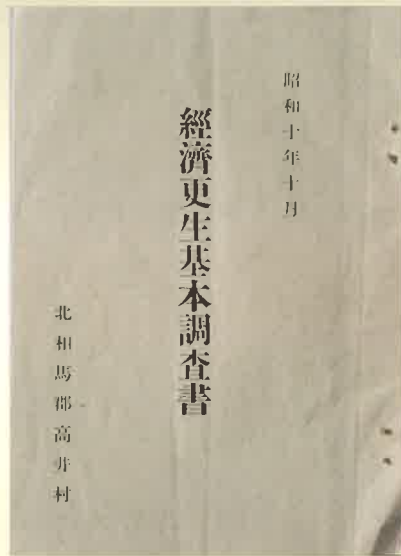 昭和十年十月
經濟更生基本調査書
北相馬郡高井村